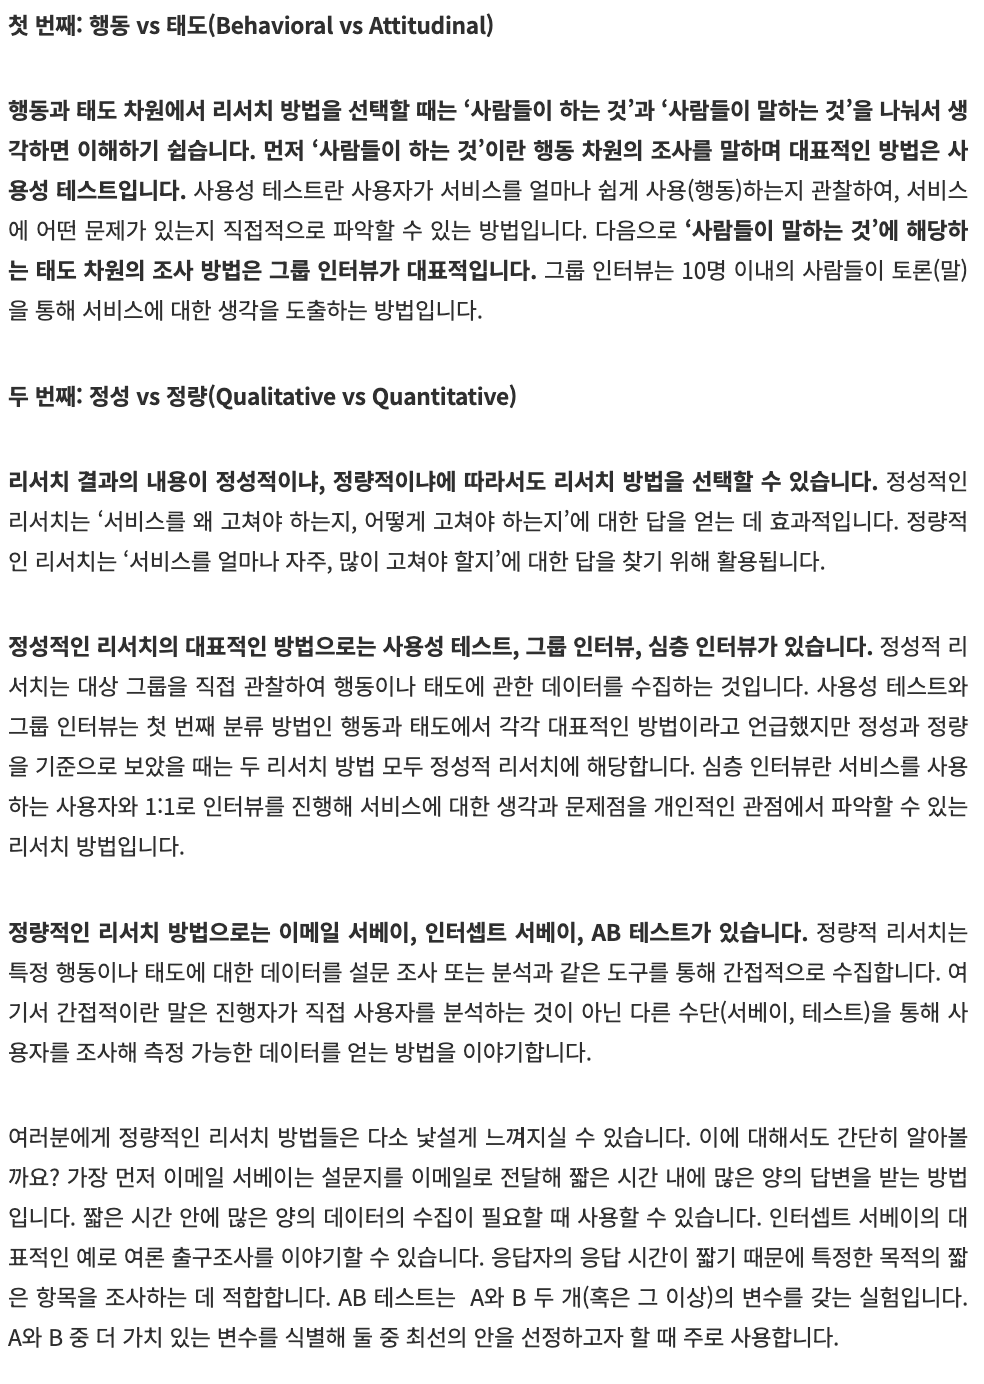 첫 번째: 행동 vs 태도(Behavioral vs Attitudinal)
행동과 태도 차원에서 리서치 방법을 선택할 때는 ‘사람들이 하는 것’과 ‘사람들이 말하는 것’을 나눠서 생
각하면 이해하기 쉽습니다. 먼저 ‘사람들이 하는 것’이란 행동 차원의 조사를 말하며 대표적인 방법은 사
용성 테스트입니다. 사용성 테스트란 사용자가 서비스를 얼마나 쉽게 사용(행동)하는지 관찰하여, 서비스
에 어떤 문제가 있는지 직접적으로 파악할 수 있는 방법입니다. 다음으로 ‘사람들이 말하는 것’에 해당하
는 태도 차원의 조사 방법은 그룹 인터뷰가 대표적입니다. 그룹 인터뷰는 10명 이내의 사람들이 토론(말)
을 통해 서비스에 대한 생각을 도출하는 방법입니다.
두 번째: 정성 vs 정량(Qualitative vs Quantitative)
리서치 결과의 내용이 정성적이냐, 정량적이냐에 따라서도 리서치 방법을 선택할 수 있습니다. 정성적인
리서치는 ‘서비스를 왜 고쳐야 하는지, 어떻게 고쳐야 하는지’에 대한 답을 얻는 데 효과적입니다. 정량적
인 리서치는 ‘서비스를 얼마나 자주, 많이 고쳐야 할지’에 대한 답을 찾기 위해 활용됩니다.
정성적인 리서치의 대표적인 방법으로는 사용성 테스트, 그룹 인터뷰, 심층 인터뷰가 있습니다. 정성적 리
서치는 대상 그룹을 직접 관찰하여 행동이나 태도에 관한 데이터를 수집하는 것입니다. 사용성 테스트와
그룹 인터뷰는 첫 번째 분류 방법인 행동과 태도에서 각각 대표적인 방법이라고 언급했지만 정성과 정량
을 기준으로 보았을 때는 두 리서치 방법 모두 정성적 리서치에 해당합니다. 심층 인터뷰란 서비스를 사용
하는 사용자와 1:1로 인터뷰를 진행해 서비스에 대한 생각과 문제점을 개인적인 관점에서 파악할 수 있는
리서치 방법입니다.
정량적인 리서치 방법으로는 이메일 서베이, 인터셉트 서베이, AB 테스트가 있습니다. 정량적 리서치는
특정 행동이나 태도에 대한 데이터를 설문 조사 또는 분석과 같은 도구를 통해 간접적으로 수집합니다. 여
기서 간접적이란 말은 진행자가 직접 사용자를 분석하는 것이 아닌 다른 수단(서베이, 테스트)을 통해 사
용자를 조사해 측정 가능한 데이터를 얻는 방법을 이야기합니다.
여러분에게 정량적인 리서치 방법들은 다소 낯설게 느껴지실 수 있습니다. 이에 대해서도 간단히 알아볼
까요? 가장 먼저 이메일 서베이는 설문지를 이메일로 전달해 짧은 시간 내에 많은 양의 답변을 받는 방법
입니다. 짧은 시간 안에 많은 양의 데이터의 수집이 필요할 때 사용할 수 있습니다. 인터셉트 서베이의 대
표적인 예로 여론 출구조사를 이야기할 수 있습니다. 응답자의 응답 시간이 짧기 때문에 특정한 목적의 짧
은 항목을 조사하는 데 적합합니다. AB 테스트는 A와 B 두 개(혹은 그 이상)의 변수를 갖는 실험입니다.
A와 B 중 더 가치 있는 변수를 식별해 둘 중 최선의 안을 선정하고자 할 때 주로 사용합니다.